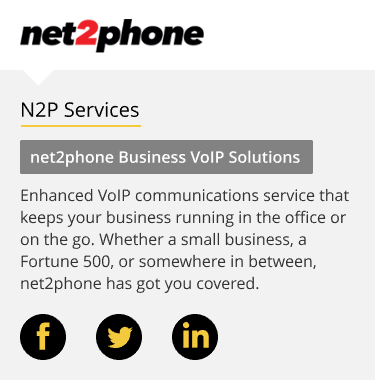 net2phone
N2P Services
net2phone Business VoIP Solutions
Enhanced VoIP communications service that
keeps your business running in the office or
on the go. Whether a small business, a
Fortune 500, or somewhere in between,
net2phone has got you covered.
f
in